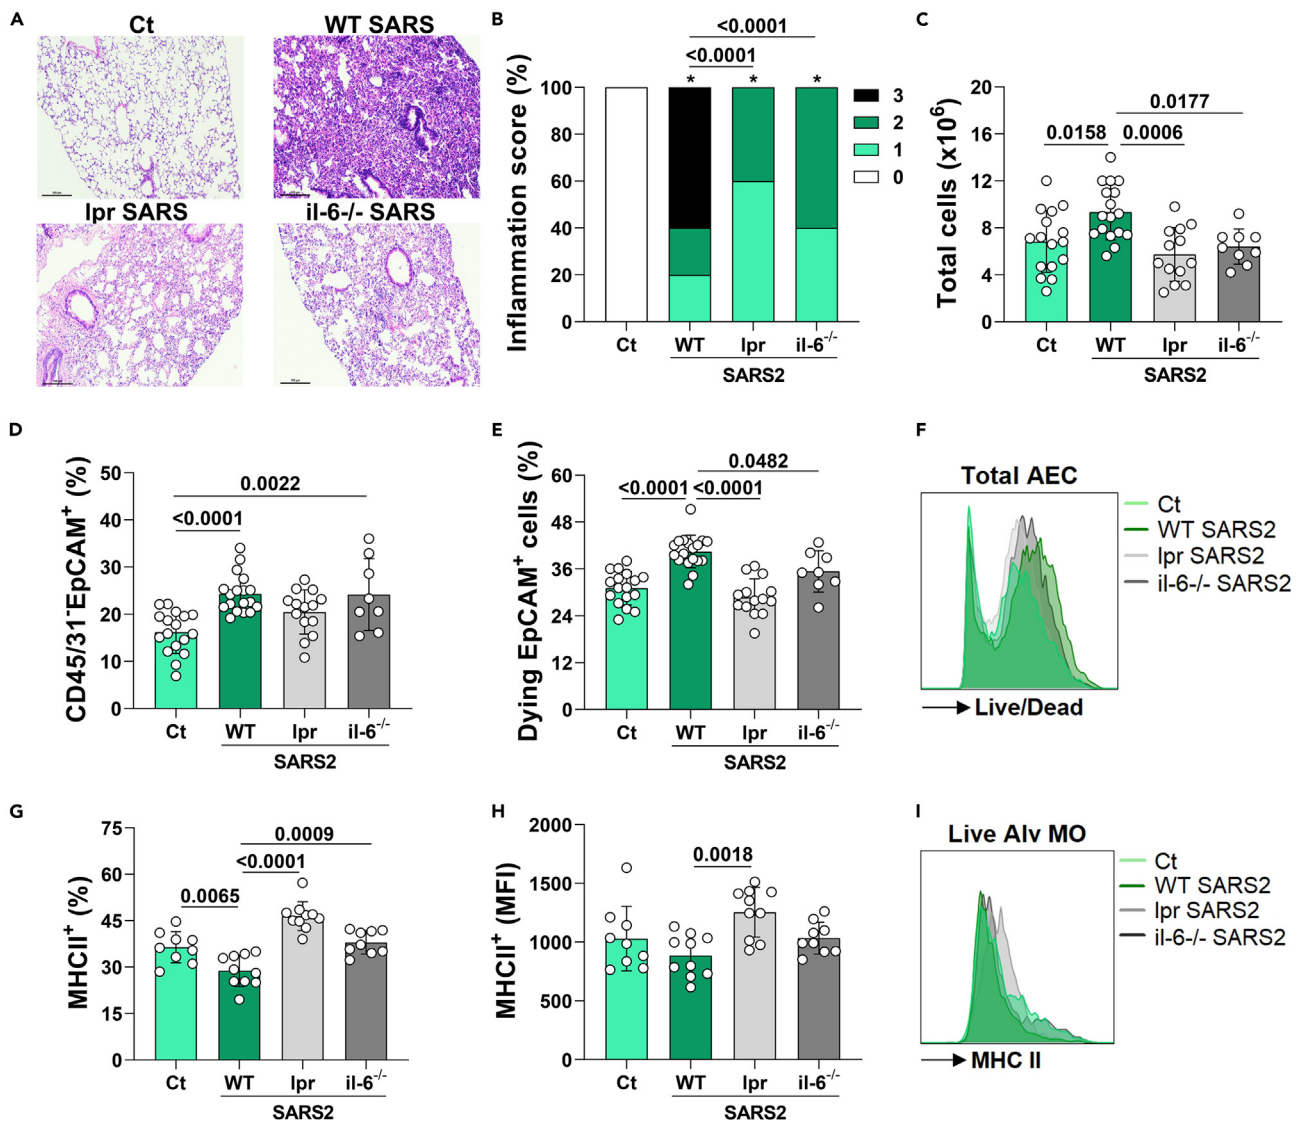 A
Ct
WT SARS
lpr SARS
il-6-/- SARS
B
<0.0001
<0.0001
* * *
Inflammation score (%)
100
80
60
40
20
0
3
2
1
0
Ct WT lpr il-6-/-
SARS2
C
Total cells (x10⁶)
20
16
12
8
4
0
0.0177
0.0158 0.0006
Ct WT lpr il-6-/-
SARS2
D
CD45/31⁻EpCAM⁺ (%)
50
40
30
20
10
0
0.0022
<0.0001
Ct WT lpr il-6-/-
SARS2
E
Dying EpCAM⁺ cells (%)
60
48
36
24
12
0
0.0482
<0.0001 <0.0001
Ct WT lpr il-6-/-
SARS2
F
Total AEC
Ct
WT SARS2
lpr SARS2
il-6-/- SARS2
Live/Dead
G
MHCII⁺ (%)
75
60
45
30
15
0
0.0009
<0.0001
0.0065
Ct WT lpr il-6-/-
SARS2
H
MHCII⁺ (MFI)
2000
1500
1000
500
0
0.0018
Ct WT lpr il-6-/-
SARS2
I
Live Alv MO
Ct
WT SARS2
lpr SARS2
il-6-/- SARS2
MHC II